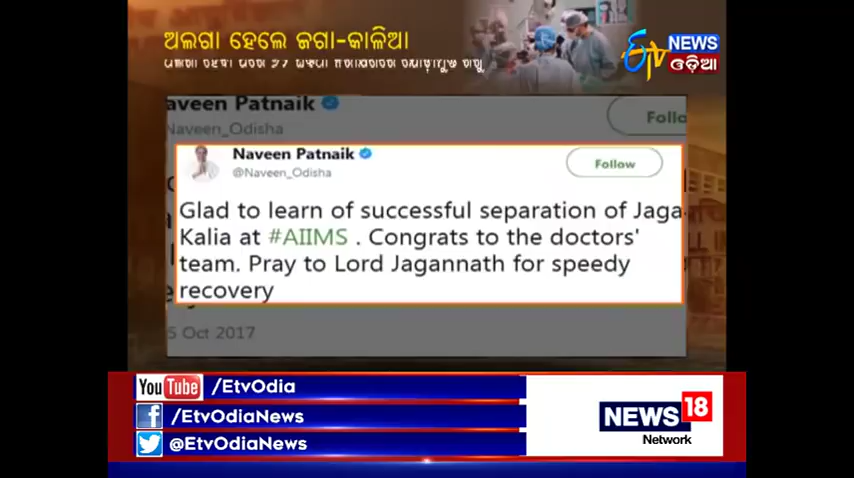 ଅଲଗା ହେଲେ ଜଗା-କାଳିଆ
etv NEWS
ଓଡ଼ିଆ
aveen Patnaik
Follo
Naveen_Odisha
Naveen Patnaik
@Naveen_Odisha
Follow
Glad to learn of successful separation of Jaga-
Kalia at #AIIMS . Congrats to the doctors'
team. Pray to Lord Jagannath for speedy
recovery
5 Oct 2017
YouTube /EtvOdia
f /EtvOdiaNews
@EtvOdiaNews
NEWS 18
Network